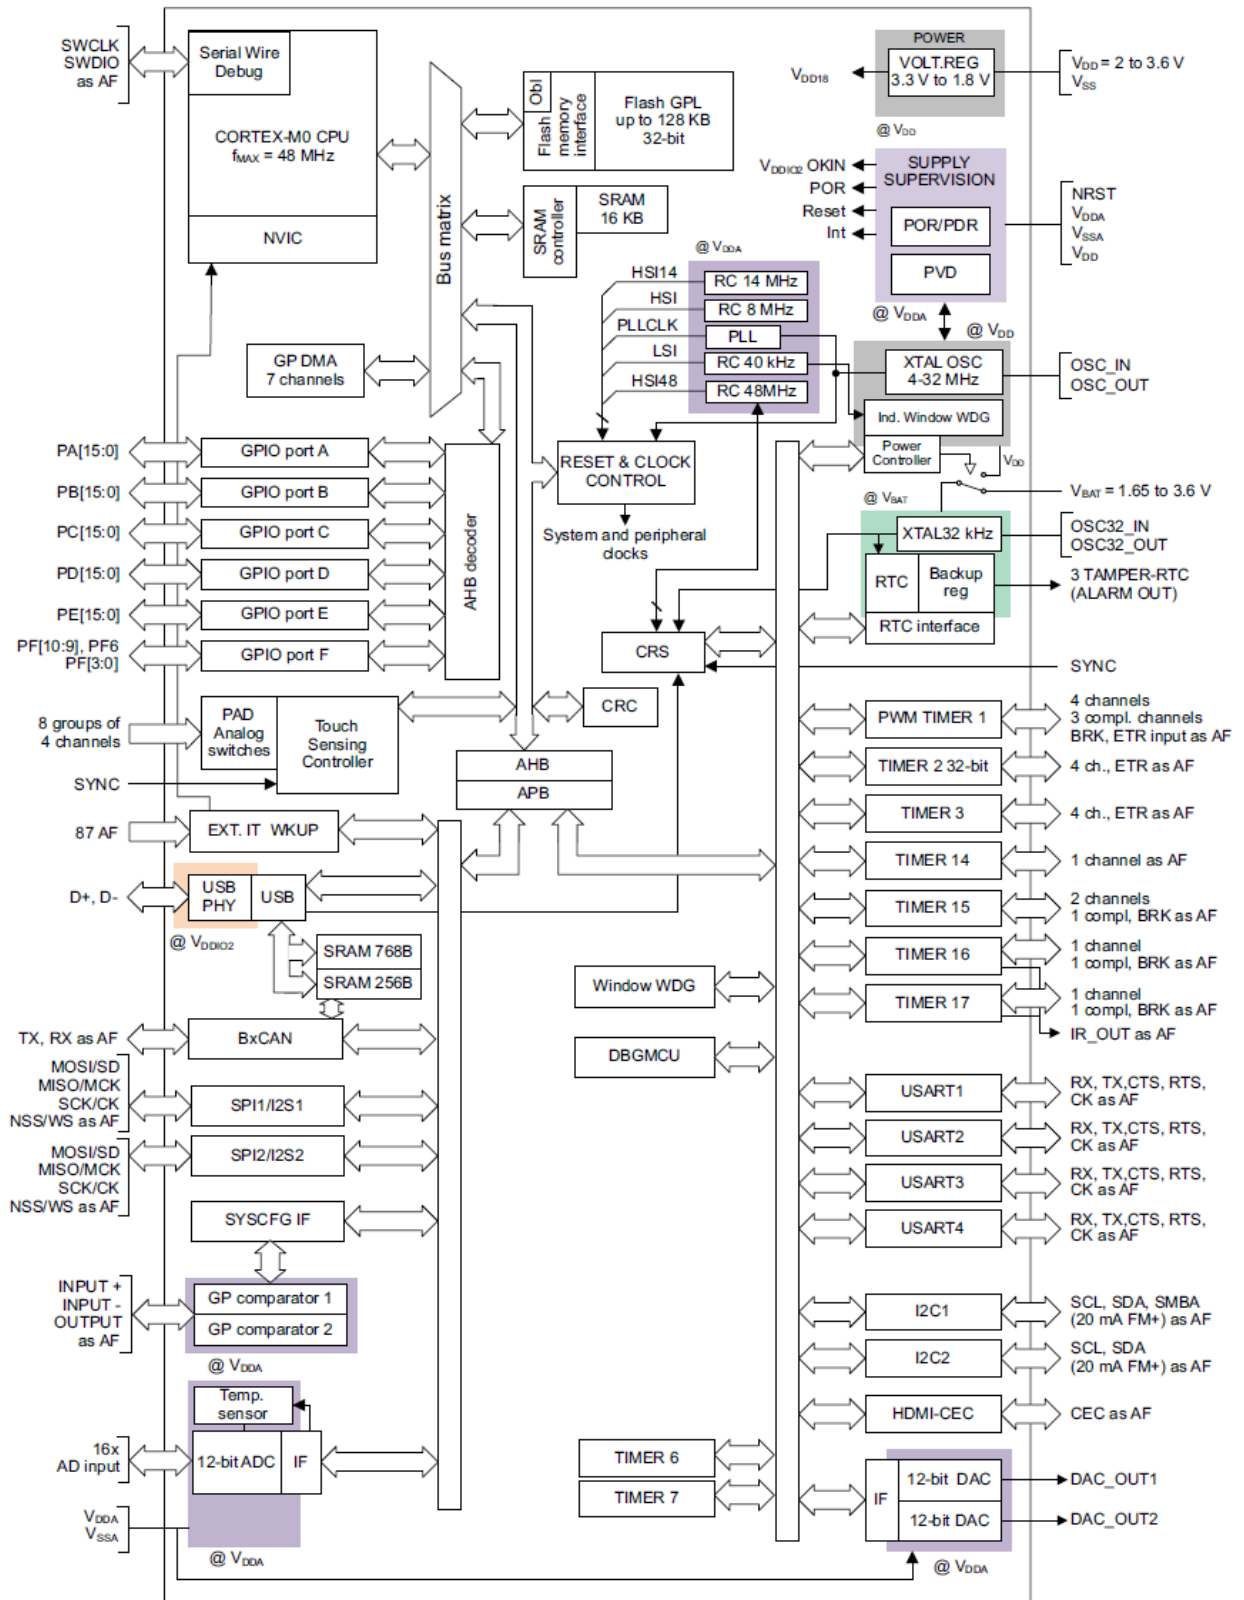 SWCLK
SWDIO
as AF
Serial Wire
Debug
CORTEX-M0 CPU
fMAX = 48 MHz
NVIC
Bus matrix
Obl
Flash
memory
interface
Flash GPL
up to 128 KB
32-bit
SRAM
controller
SRAM
16 KB
POWER
VOLT.REG
3.3 V to 1.8 V
VDD18
VDD = 2 to 3.6 V
VSS
@ VDD
SUPPLY
SUPERVISION
VDDIO2 OKIN
POR
Reset
Int
POR/PDR
PVD
NRST
VDDA
VSSA
VDD
@ VDDA
@ VDD
@ VDDA
HSI14
HSI
PLLCLK
LSI
HSI48
RC 14 MHz
RC 8 MHz
PLL
RC 40 kHz
RC 48MHz
XTAL OSC
4-32 MHz
OSC_IN
OSC_OUT
Ind. Window WDG
Power
Controller
VDD
VBAT = 1.65 to 3.6 V
@ VBAT
XTAL32 kHz
OSC32_IN
OSC32_OUT
RTC
Backup
reg
3 TAMPER-RTC
(ALARM OUT)
RTC interface
GP DMA
7 channels
RESET & CLOCK
CONTROL
System and peripheral
clocks
PA[15:0]
GPIO port A
PB[15:0]
GPIO port B
PC[15:0]
GPIO port C
PD[15:0]
GPIO port D
PE[15:0]
GPIO port E
PF[10:9], PF6
PF[3:0]
GPIO port F
AHB decoder
CRS
SYNC
CRC
8 groups of
4 channels
PAD
Analog
switches
Touch
Sensing
Controller
SYNC
AHB
APB
87 AF
EXT. IT WKUP
D+, D-
USB
PHY
USB
@ VDDIO2
SRAM 768B
SRAM 256B
TX, RX as AF
BxCAN
MOSI/SD
MISO/MCK
SCK/CK
NSS/WS as AF
SPI1/I2S1
MOSI/SD
MISO/MCK
SCK/CK
NSS/WS as AF
SPI2/I2S2
SYSCFG IF
INPUT +
INPUT -
OUTPUT
as AF
GP comparator 1
GP comparator 2
@ VDDA
Temp.
sensor
16x
AD input
12-bit ADC
IF
VDDA
VSSA
@ VDDA
Window WDG
DBGMCU
TIMER 6
TIMER 7
PWM TIMER 1
4 channels
3 compl. channels
BRK, ETR input as AF
TIMER 2 32-bit
4 ch., ETR as AF
TIMER 3
4 ch., ETR as AF
TIMER 14
1 channel as AF
TIMER 15
2 channels
1 compl, BRK as AF
TIMER 16
1 channel
1 compl, BRK as AF
TIMER 17
1 channel
1 compl, BRK as AF
IR_OUT as AF
USART1
RX, TX,CTS, RTS,
CK as AF
USART2
RX, TX,CTS, RTS,
CK as AF
USART3
RX, TX,CTS, RTS,
CK as AF
USART4
RX, TX,CTS, RTS,
CK as AF
I2C1
SCL, SDA, SMBA
(20 mA FM+) as AF
I2C2
SCL, SDA
(20 mA FM+) as AF
HDMI-CEC
CEC as AF
IF
12-bit DAC
DAC_OUT1
12-bit DAC
DAC_OUT2
@ VDDA